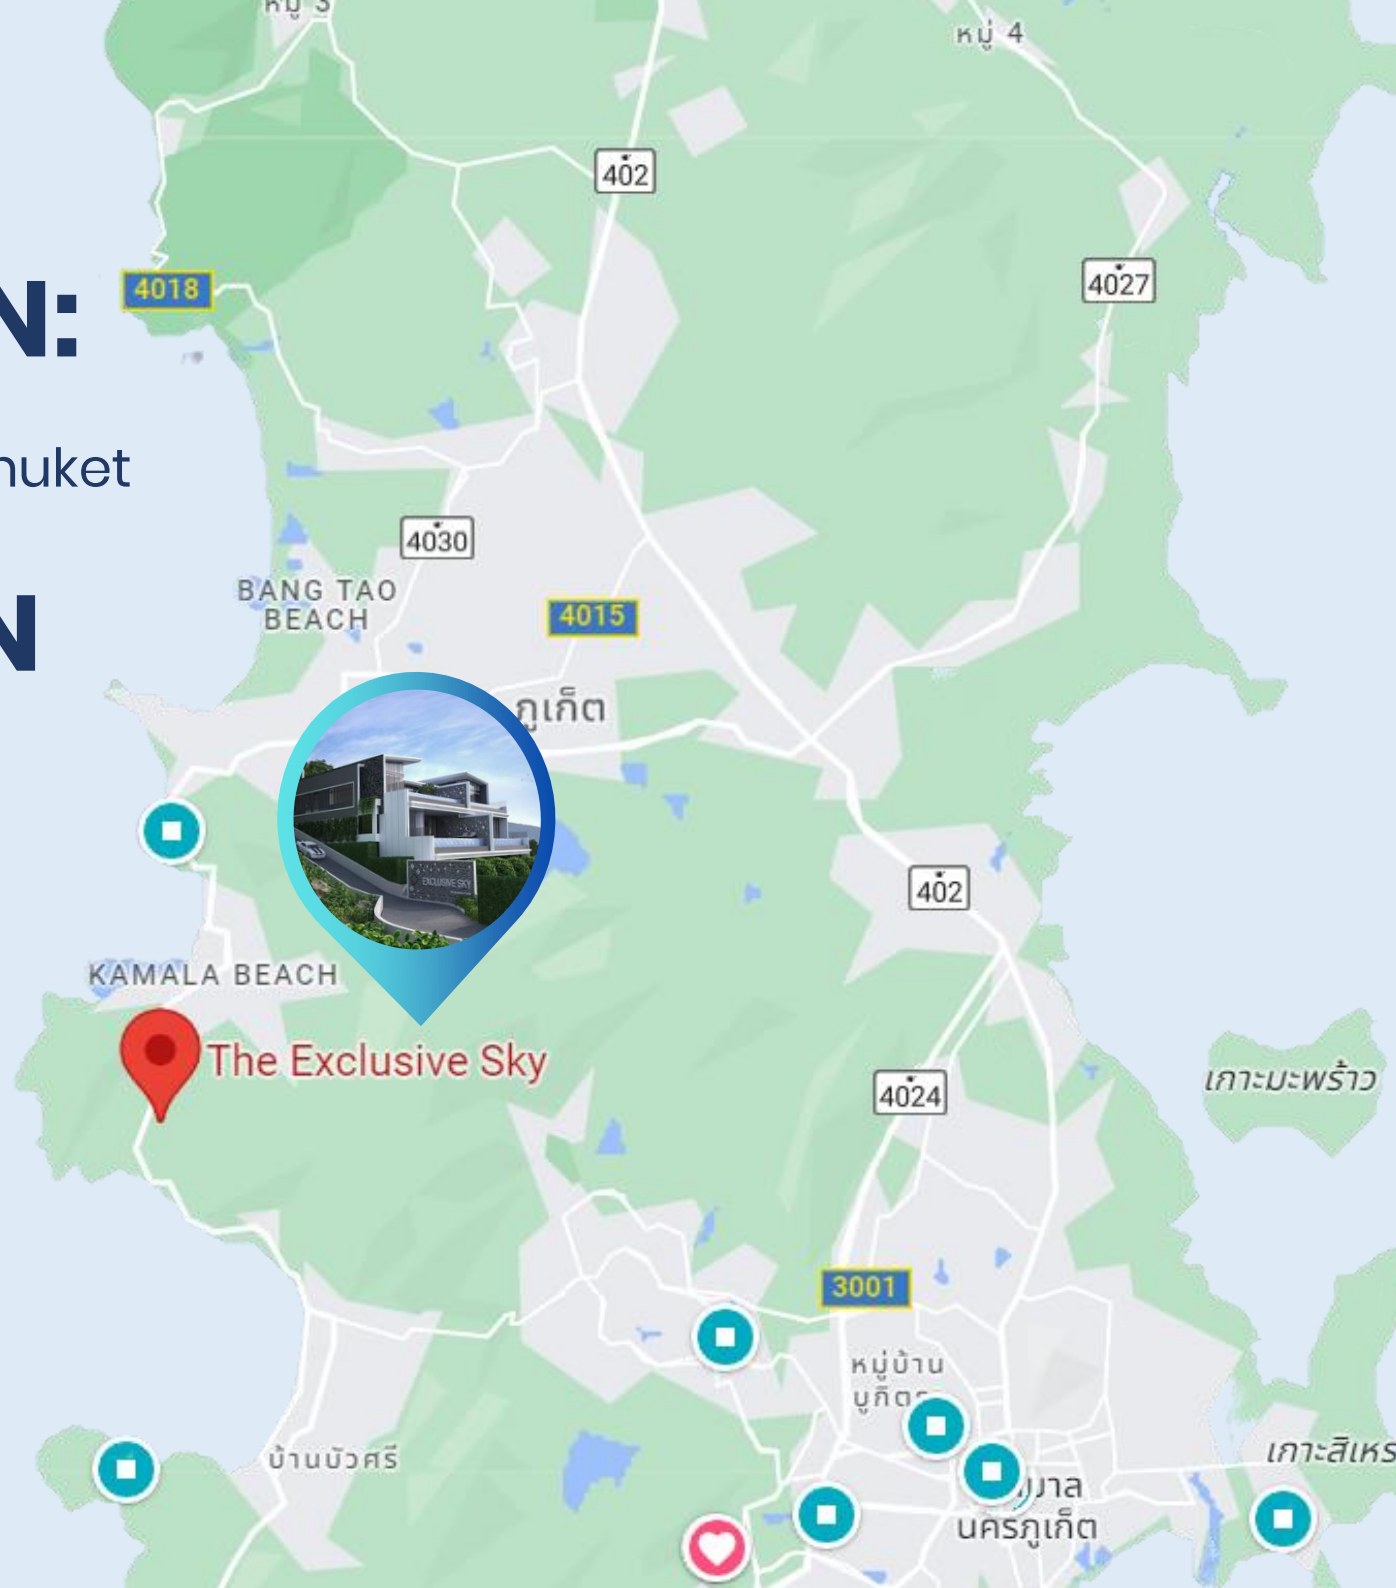 หมู่ 3
หมู่ 4
402
4027
4018
N:
huket
4030
BANG TAO
BEACH
4015
N
ภูเก็ต
EXCLUSIVE SKY
402
KAMALA BEACH
The Exclusive Sky
เกาะมะพร้าว
4024
3001
หมู่บ้าน
บ้านบัวศรี
เกาะสิเหร
นครภูเก็ต